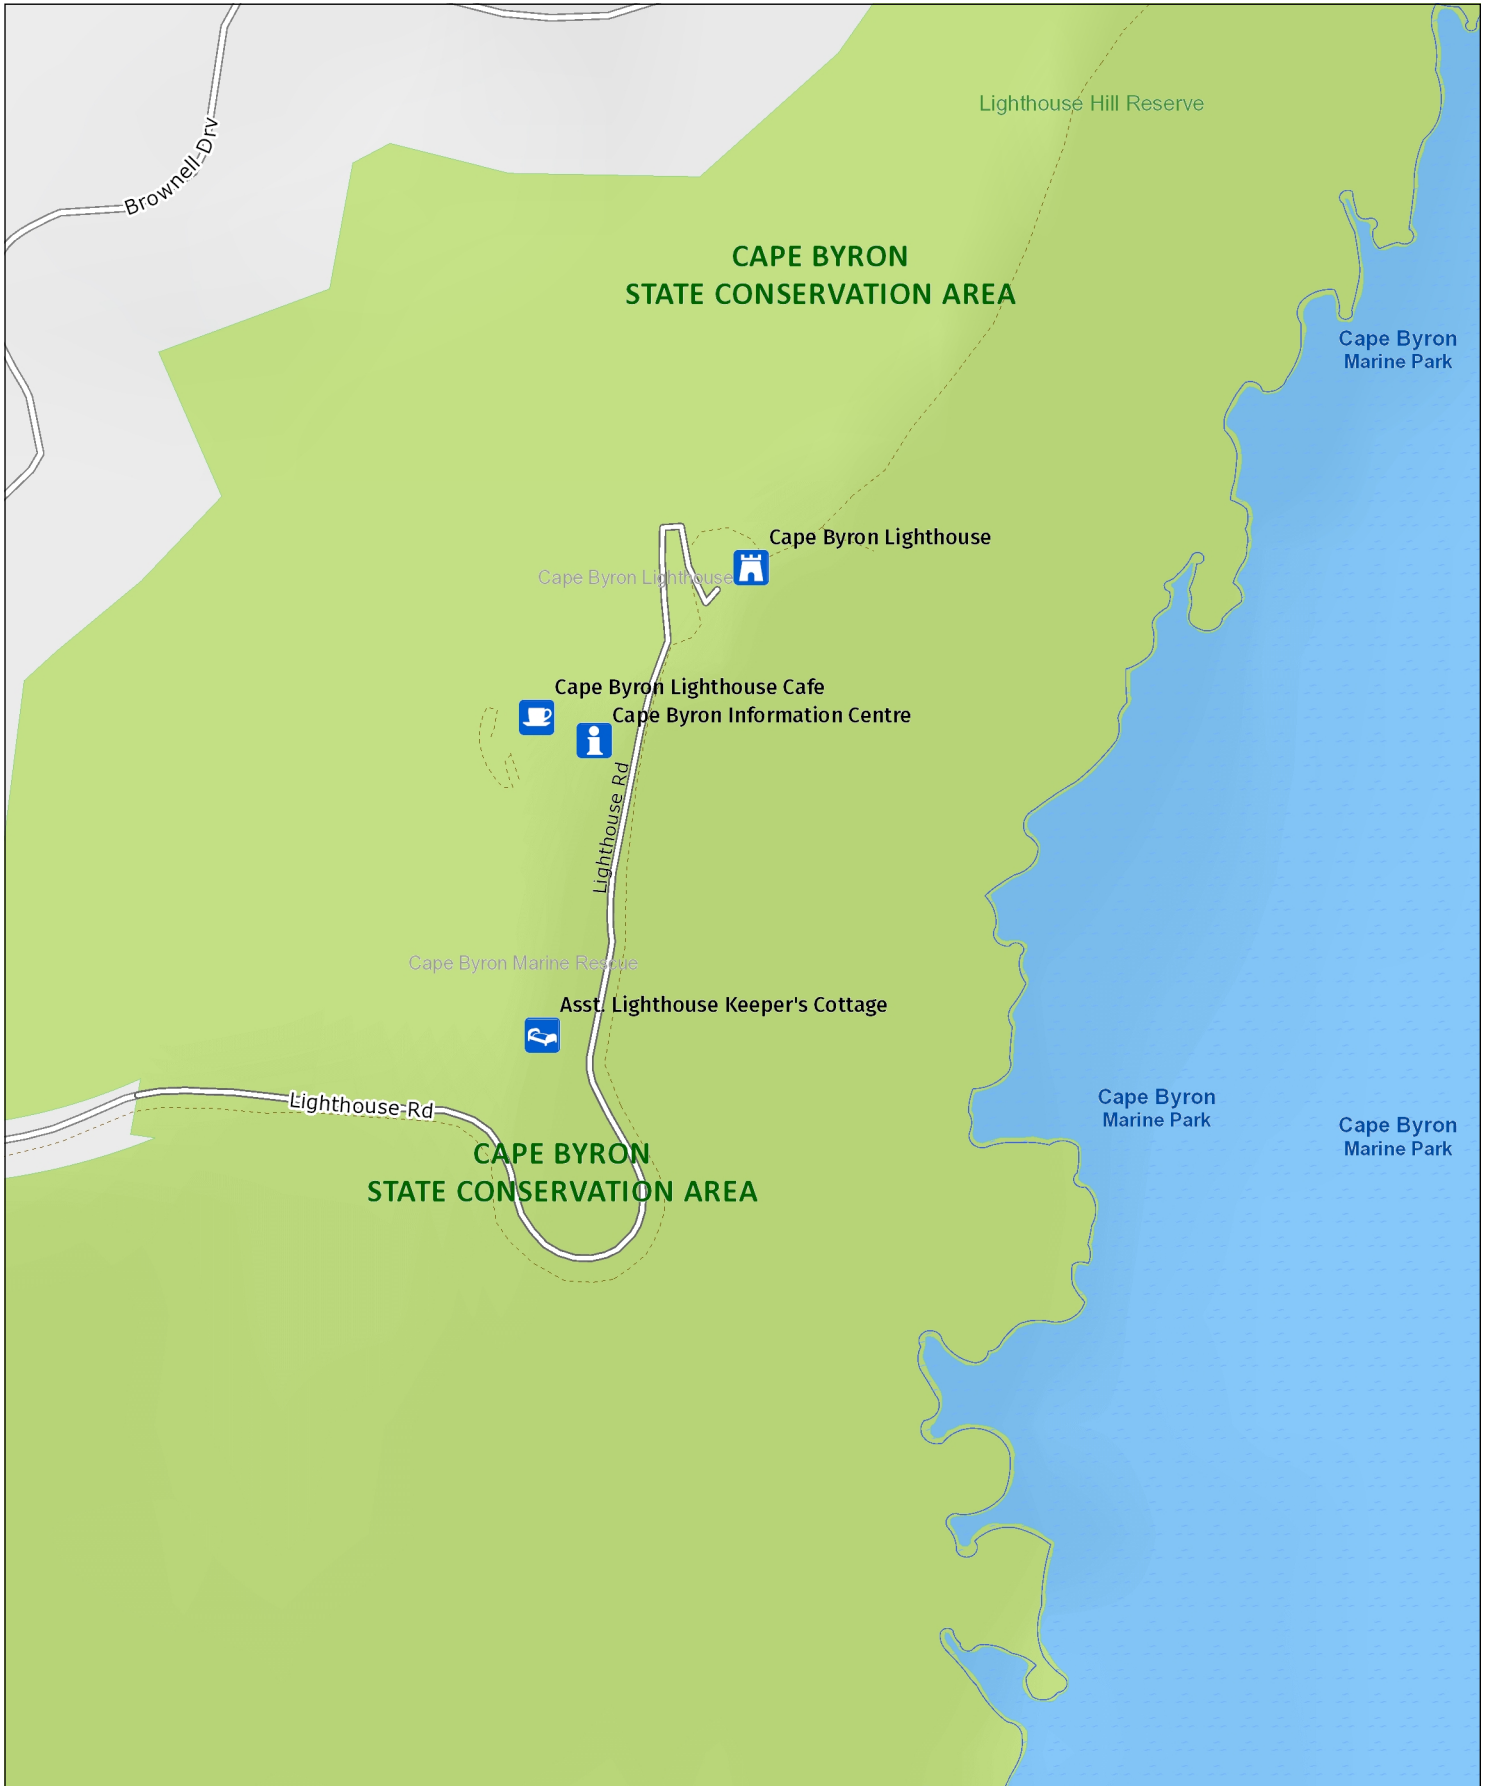 Lighthouse Hill Reserve
Brownell Drv
CAPE BYRON
STATE CONSERVATION AREA
Cape Byron
Marine Park
Cape Byron Lighthouse
Cape Byron Lighthouse
Cape Byron Lighthouse Cafe
Cape Byron Information Centre
Lighthouse Rd
Cape Byron Marine Rescue
Asst. Lighthouse Keeper's Cottage
Lighthouse Rd
Cape Byron
Marine Park
Cape Byron
Marine Park
CAPE BYRON
STATE CONSERVATION AREA